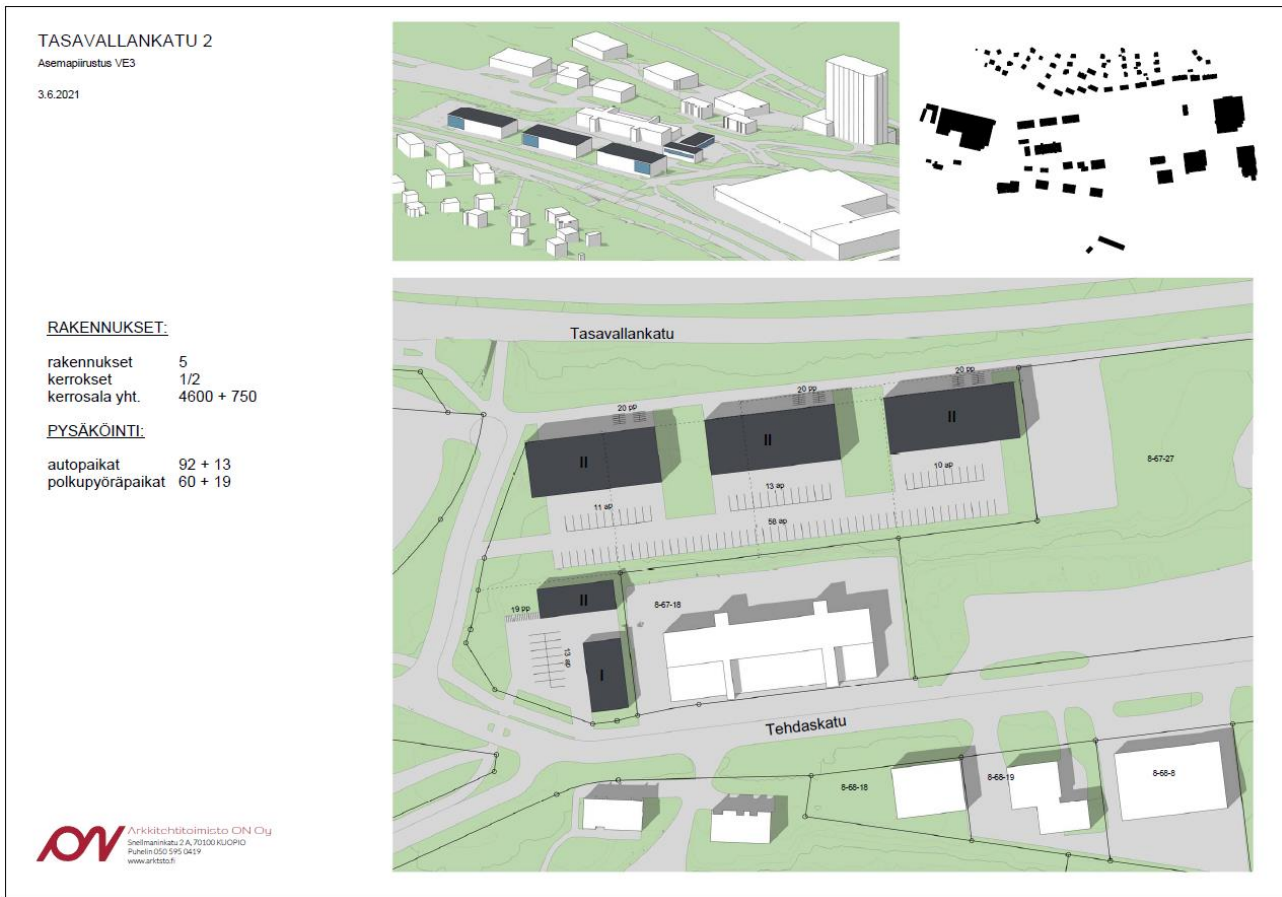 TASAVALLANKATU 2
Asemapiirustus VE3
3.6.2021
RAKENNUKSET:
rakennukset 5
kerrokset 1/2
kerrosala yht. 4600 + 750
PYSÄKÖINTI:
autopaikat 92 + 13
polkupyöräpaikat 60 + 19
Tasavallankatu
20 pp
20 pp
20 pp
II
II
II
8-67-27
11 ap
13 ap
10 ap
58 ap
II
19 pp
13 ap
I
8-67-18
Tehdaskatu
8-68-18
8-68-19
8-68-8
ON Arkkitehtitoimisto ON Oy
Snellmaninkatu 2 A, 70100 KUOPIO
Puhelin 050 595 0419
www.arktsto.fi